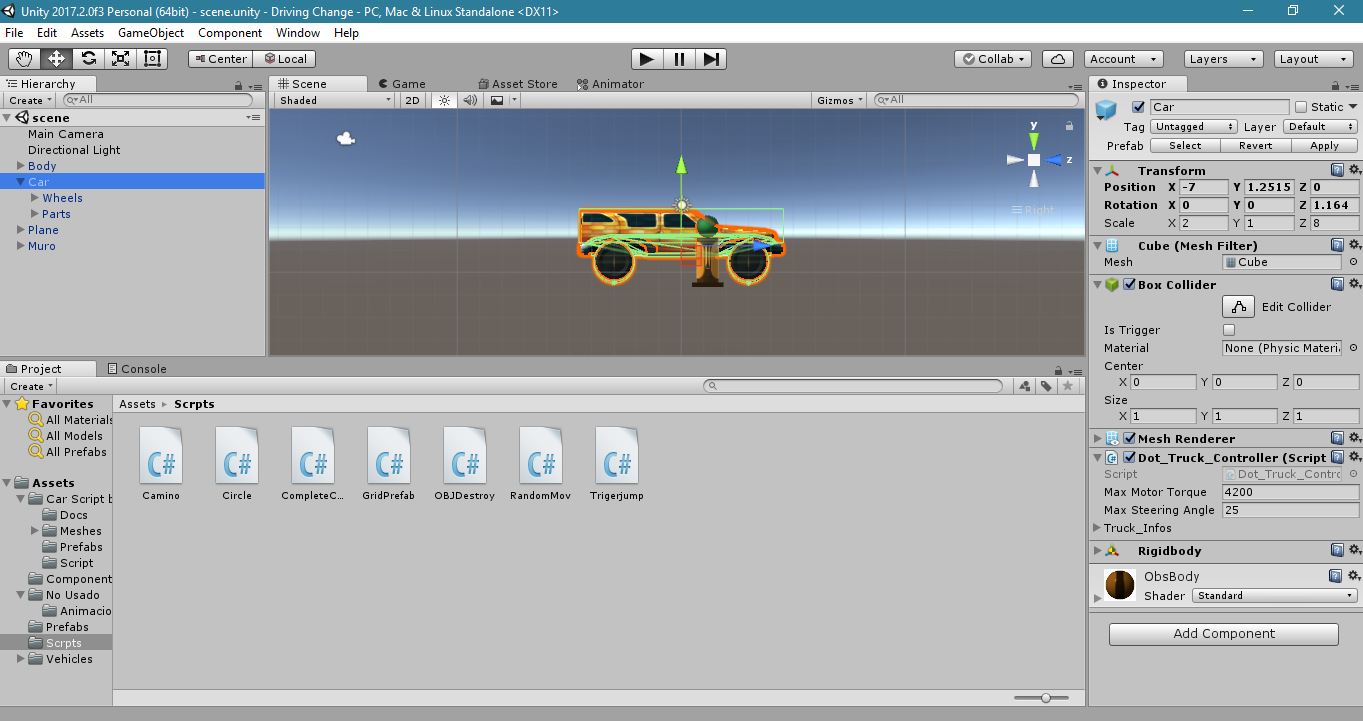 Unity 2017.2.0f3 Personal (64bit) - scene.unity - Driving Change - PC, Mac & Linux Standalone <DX11>
File Edit Assets GameObject Component Window Help
Center Local Collab Account Layers Layout
Hierarchy
Create All
scene
Main Camera
Directional Light
Body
Car
Wheels
Parts
Plane
Muro
Scene Game Asset Store Animator
Shaded 2D Gizmos All
y
z
Right
Inspector
Car Static
Tag Untagged Layer Default
Prefab Select Revert Apply
Transform
Position X -7 Y 1.2515 Z 0
Rotation X 0 Y 0 Z 1.164
Scale X 2 Y 1 Z 8
Cube (Mesh Filter)
Mesh Cube
Box Collider
Edit Collider
Is Trigger
Material None (Physic Materi
Center
X 0 Y 0 Z 0
Size
X 1 Y 1 Z 1
Mesh Renderer
Dot_Truck_Controller (Script
Script Dot_Truck_Contro
Max Motor Torque 4200
Max Steering Angle 25
Truck_Infos
Rigidbody
ObsBody
Shader Standard
Add Component
Project Console
Create
Favorites
All Materials
All Models
All Prefabs
Assets
Car Script b
Docs
Meshes
Prefabs
Script
Component
No Usado
Animacio
Prefabs
Scrpts
Vehicles
Assets Scrpts
C# C# C# C# C# C# C#
Camino Circle CompleteC... GridPrefab OBJDestroy RandomMov Trigerjump